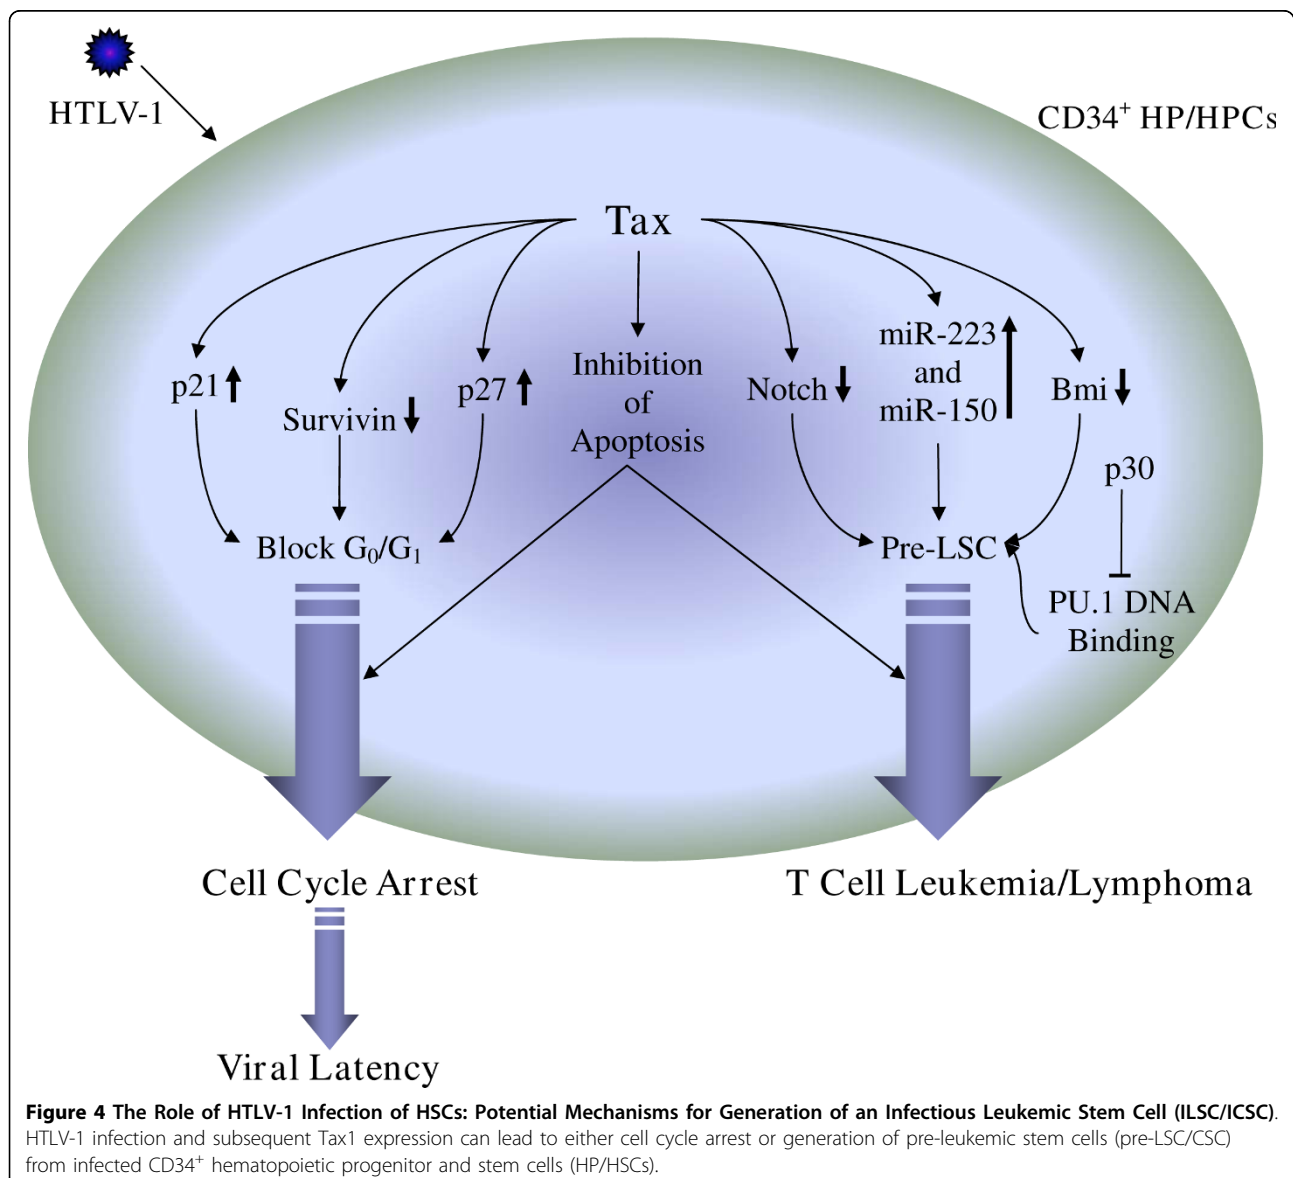 HTLV-1
CD34+ HP/HPCs
Tax
p21
Survivin
p27
Inhibition
of
Apoptosis
Notch
miR-223
and
miR-150
Bmi
p30
Block G0/G1
Pre-LSC
PU.1 DNA
Binding
Cell Cycle Arrest
T Cell Leukemia/Lymphoma
Viral Latency
Figure 4 The Role of HTLV-1 Infection of HSCs: Potential Mechanisms for Generation of an Infectious Leukemic Stem Cell (ILSC/ICSC).
HTLV-1 infection and subsequent Tax1 expression can lead to either cell cycle arrest or generation of pre-leukemic stem cells (pre-LSC/CSC)
from infected CD34+ hematopoietic progenitor and stem cells (HP/HSCs).